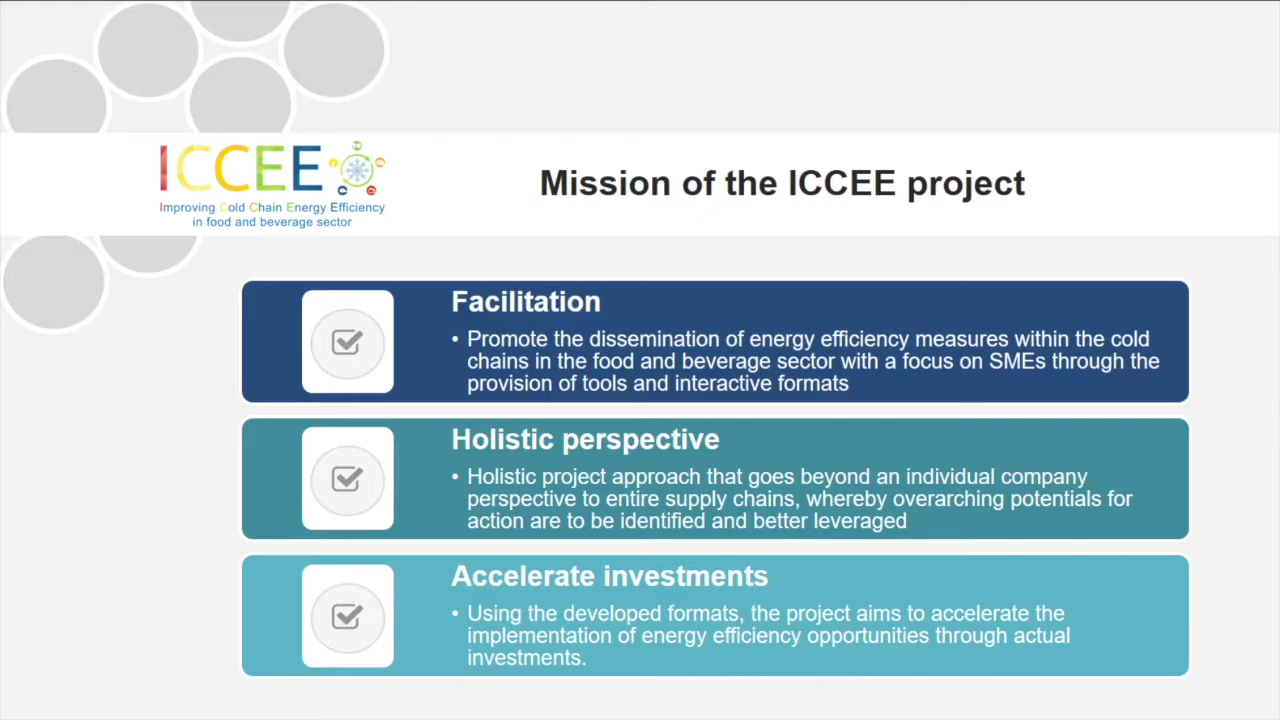 ICCEE
Improving Cold Chain Energy Efficiency
in food and beverage sector
Mission of the ICCEE project
Facilitation
• Promote the dissemination of energy efficiency measures within the cold
chains in the food and beverage sector with a focus on SMEs through the
provision of tools and interactive formats
Holistic perspective
• Holistic project approach that goes beyond an individual company
perspective to entire supply chains, whereby overarching potentials for
action are to be identified and better leveraged
Accelerate investments
• Using the developed formats, the project aims to accelerate the
implementation of energy efficiency opportunities through actual
investments.